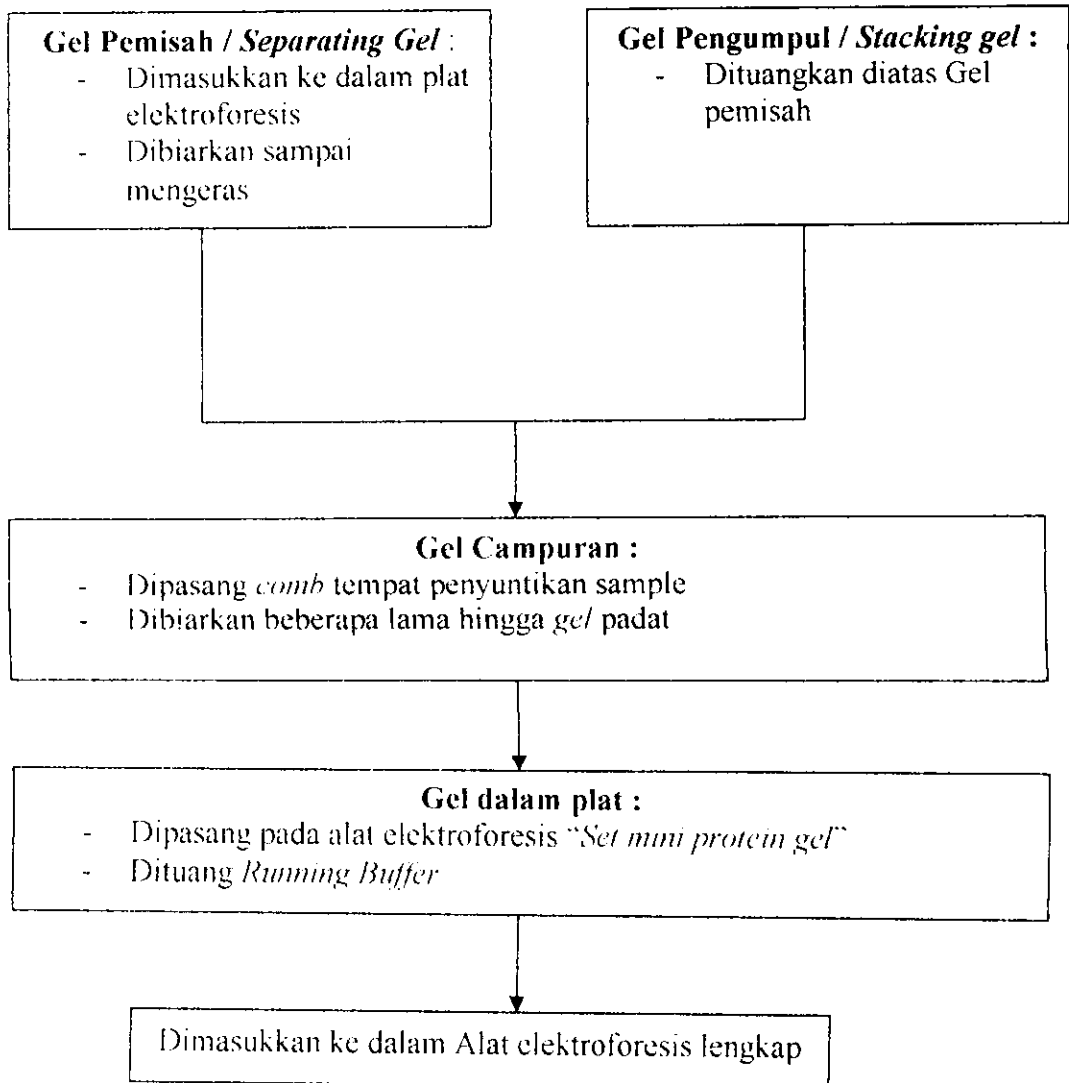 Gel Pemisah / Separating Gel :
- Dimasukkan ke dalam plat
elektroforesis
- Dibiarkan sampai
mengeras
Gel Pengumpul / Stacking gel :
- Dituangkan diatas Gel
pemisah
Gel Campuran :
- Dipasang comb tempat penyuntikan sample
- Dibiarkan beberapa lama hingga gel padat
Gel dalam plat :
- Dipasang pada alat elektroforesis “Set mini protein gel”
- Dituang Running Buffer
Dimasukkan ke dalam Alat elektroforesis lengkap